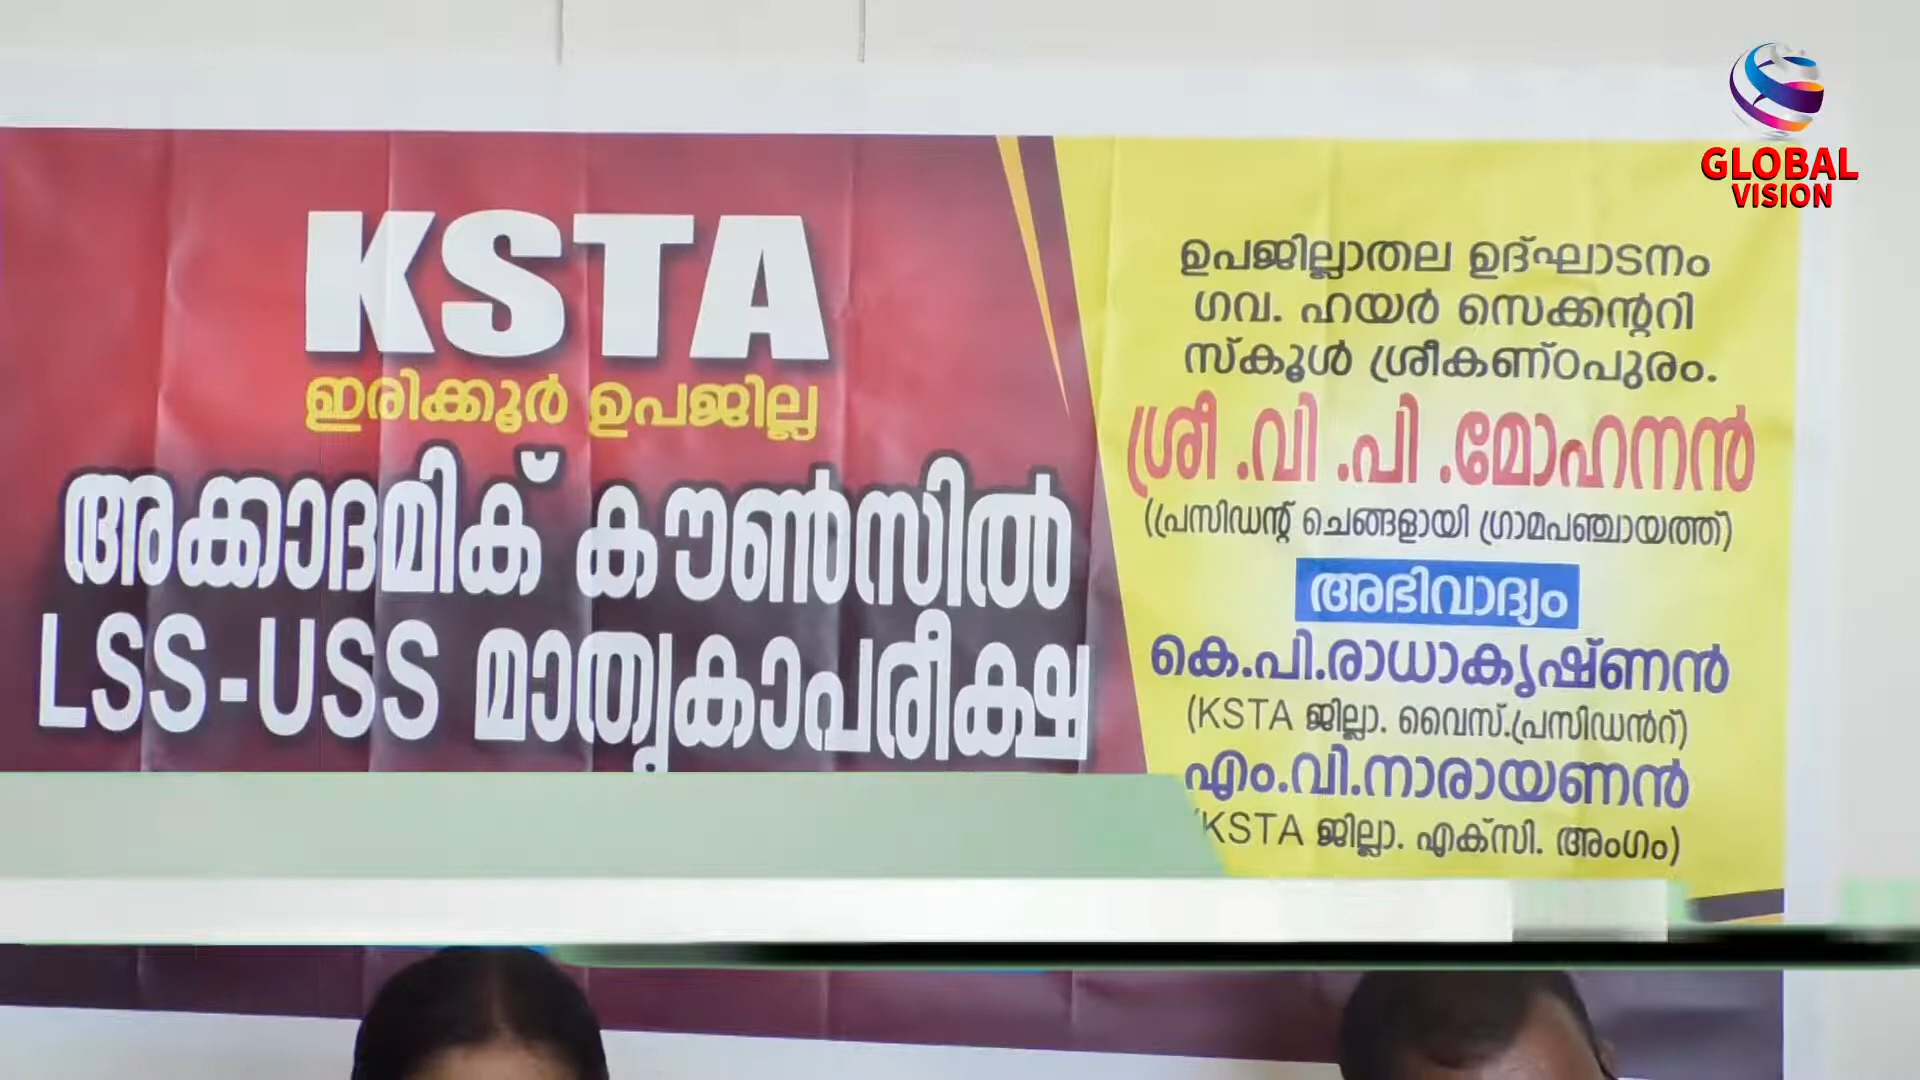 KSTA
ഇരിക്കൂർ ഉപജില്ല
അക്കാദമിക് കൗൺസിൽ
LSS-USS മാതൃകാപരീക്ഷ
ഉപജില്ലാതല ഉദ്ഘാടനം
ഗവ. ഹയർ സെക്കന്ററി
സ്കൂൾ ശ്രീകണ്ഠപുരം.
ശ്രീ .വി .പി .മോഹനൻ
(പ്രസിഡന്റ് ചെങ്ങളായി ഗ്രാമപഞ്ചായത്ത്)
അഭിവാദ്യം
കെ.പി.രാധാകൃഷ്ണൻ
(KSTA ജില്ലാ. വൈസ്.പ്രസിഡൻറ്)
എം.വി.നാരായണൻ
(KSTA ജില്ലാ. എക്സി. അംഗം)
GLOBAL
VISION